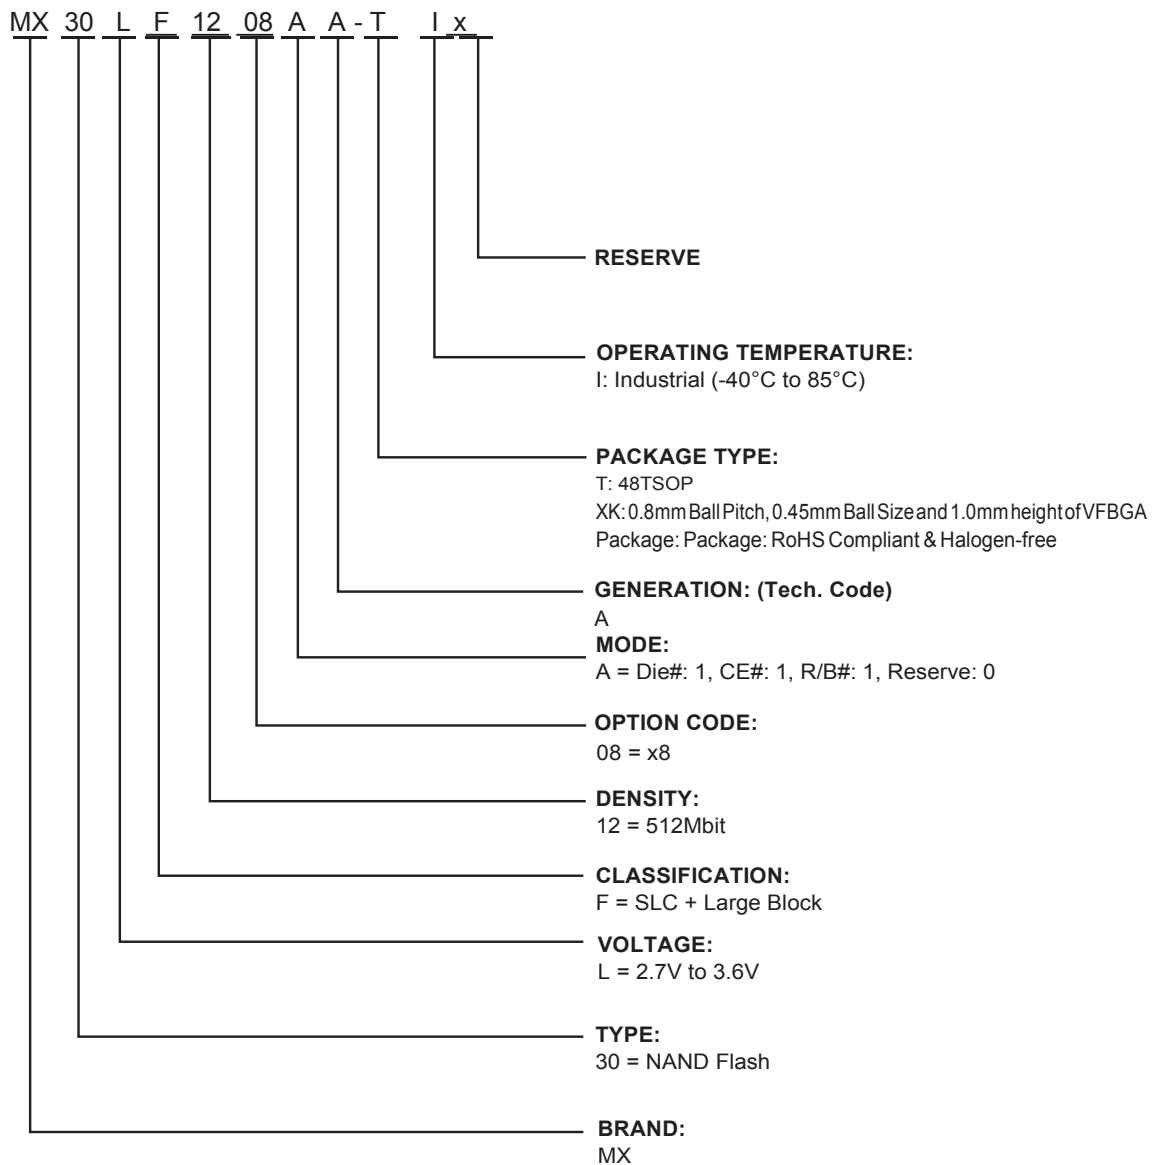 MX 30 L F 12 08 A A - T I x
RESERVE
OPERATING TEMPERATURE:
I: Industrial (-40°C to 85°C)
PACKAGE TYPE:
T: 48TSOP
XK: 0.8mm Ball Pitch, 0.45mm Ball Size and 1.0mm height of VFBGA
Package: Package: RoHS Compliant & Halogen-free
GENERATION: (Tech. Code)
A
MODE:
A = Die#: 1, CE#: 1, R/B#: 1, Reserve: 0
OPTION CODE:
08 = x8
DENSITY:
12 = 512Mbit
CLASSIFICATION:
F = SLC + Large Block
VOLTAGE:
L = 2.7V to 3.6V
TYPE:
30 = NAND Flash
BRAND:
MX